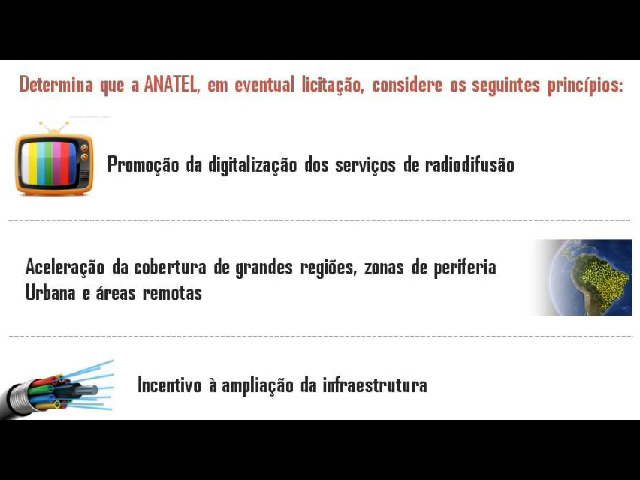 Determina que a ANATEL, em eventual licitação, considere os seguintes princípios:
Promoção da digitalização dos serviços de radiodifusão
Aceleração da cobertura de grandes regiões, zonas de periferia
Urbana e áreas remotas
Incentivo à ampliação da infraestrutura